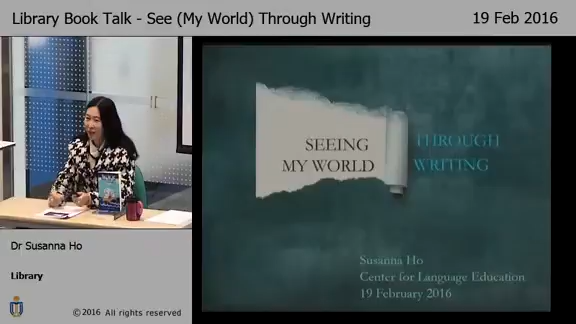 Library Book Talk - See (My World) Through Writing
19 Feb 2016
SEEING
MY WORLD
THROUGH
WRITING
Susanna Ho
Center for Language Education
19 February 2016
Dr Susanna Ho
Library
©2016 All rights reserved